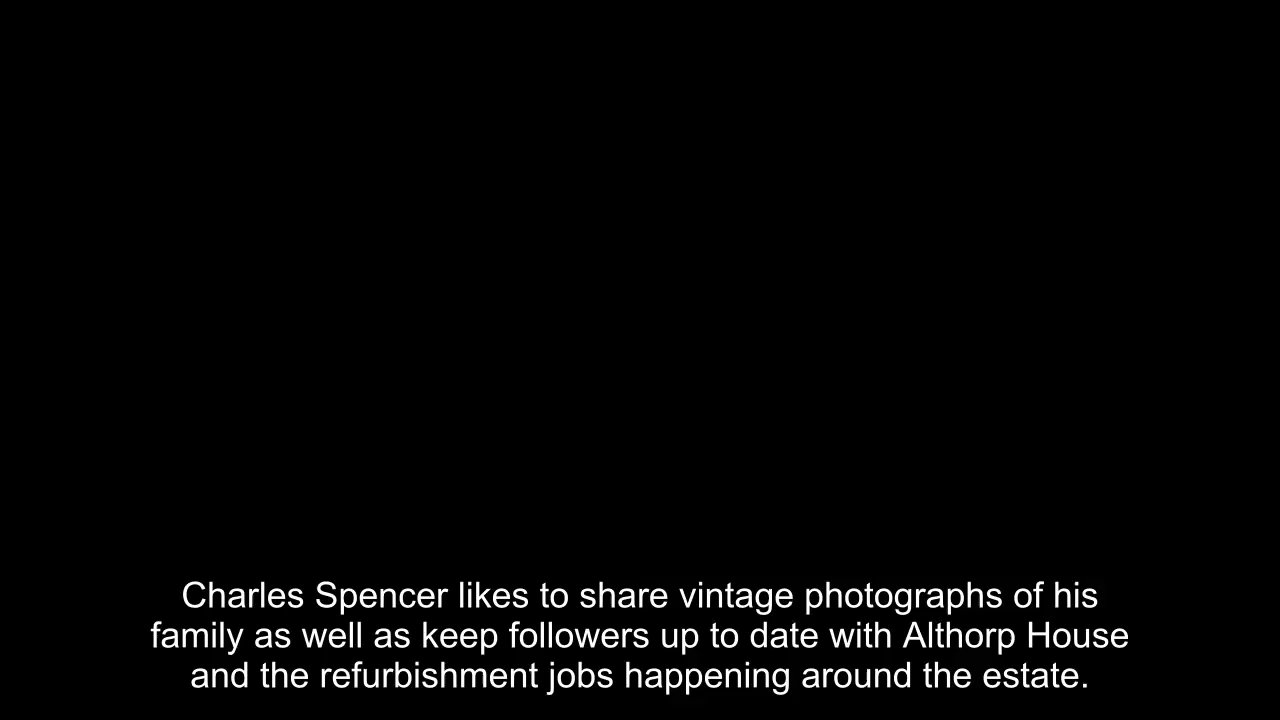 Charles Spencer likes to share vintage photographs of his
family as well as keep followers up to date with Althorp House
and the refurbishment jobs happening around the estate.